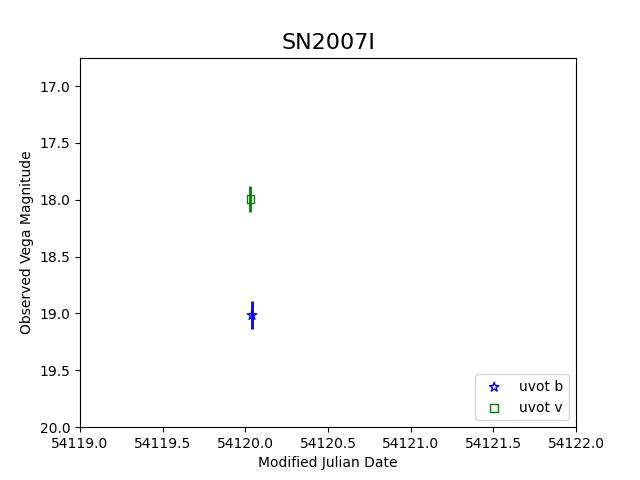 SN2007I
Observed Vega Magnitude
17.0
17.5
18.0
18.5
19.0
19.5
20.0
uvot b
uvot v
54119.0 54119.5 54120.0 54120.5 54121.0 54121.5 54122.0
Modified Julian Date